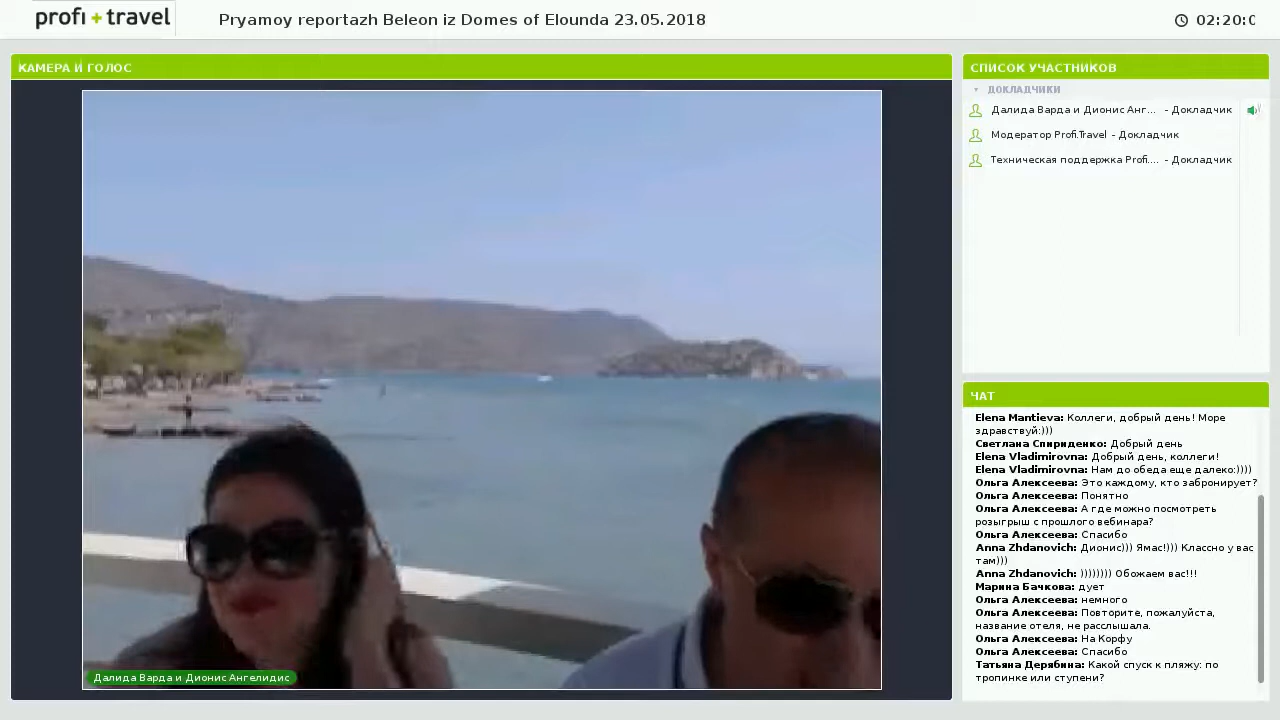 profi + travel
Pryamoy reportazh Beleon iz Domes of Elounda 23.05.2018
02:20:0
КАМЕРА И ГОЛОС
Далида Варда и Дионис Ангелидис
СПИСОК УЧАСТНИКОВ
ДОКЛАДЧИКИ
Далида Варда и Дионис Анг... - Докладчик
Модератор Profi.Travel - Докладчик
Техническая поддержка Profi.... - Докладчик
ЧАТ
Elena Mantieva: Коллеги, добрый день! Море
здравствуй:)))
Светлана Спириденко: Добрый день
Elena Vladimirovna: Добрый день, коллеги!
Elena Vladimirovna: Нам до обеда еще далеко:))))
Ольга Алексеева: Это каждому, кто забронирует?
Ольга Алексеева: Понятно
Ольга Алексеева: А где можно посмотреть
розыгрыш с прошлого вебинара?
Ольга Алексеева: Спасибо
Anna Zhdanovich: Дионис))) Ямас!))) Классно у вас
там)))
Anna Zhdanovich: )))))))) Обожаем вас!!!
Марина Бачкова: дует
Ольга Алексеева: немного
Ольга Алексеева: Повторите, пожалуйста,
название отеля, не расслышала.
Ольга Алексеева: На Корфу
Ольга Алексеева: Спасибо
Татьяна Дерябина: Какой спуск к пляжу: по
тропинке или ступени?